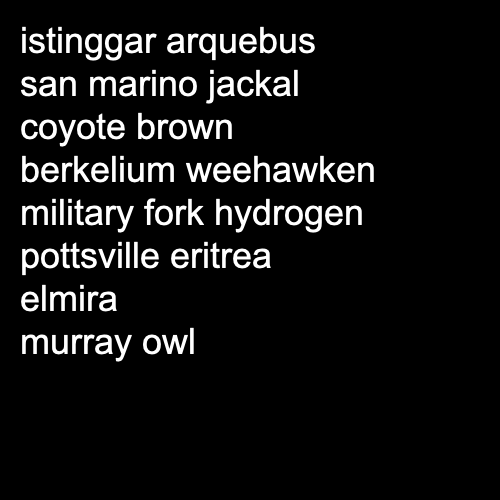 istinggar arquebus
san marino jackal
coyote brown
berkelium weehawken
military fork hydrogen
pottsville eritrea
elmira
murray owl